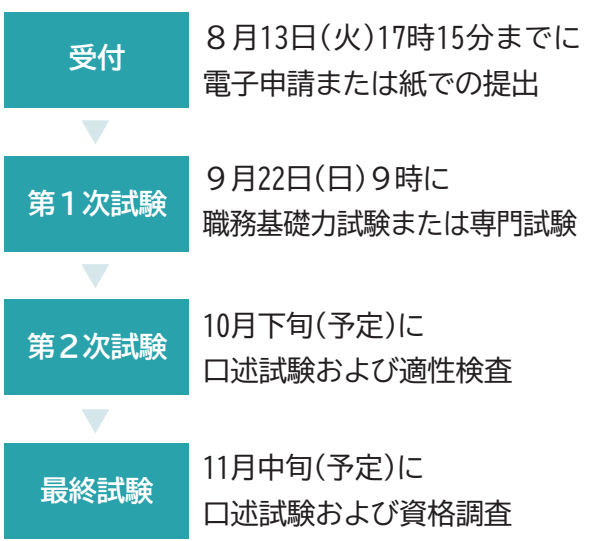 受付
８月13日(火)17時15分までに
電子申請または紙での提出
第１次試験
９月22日(日)９時に
職務基礎力試験または専門試験
第２次試験
10月下旬(予定)に
口述試験および適性検査
最終試験
11月中旬(予定)に
口述試験および資格調査